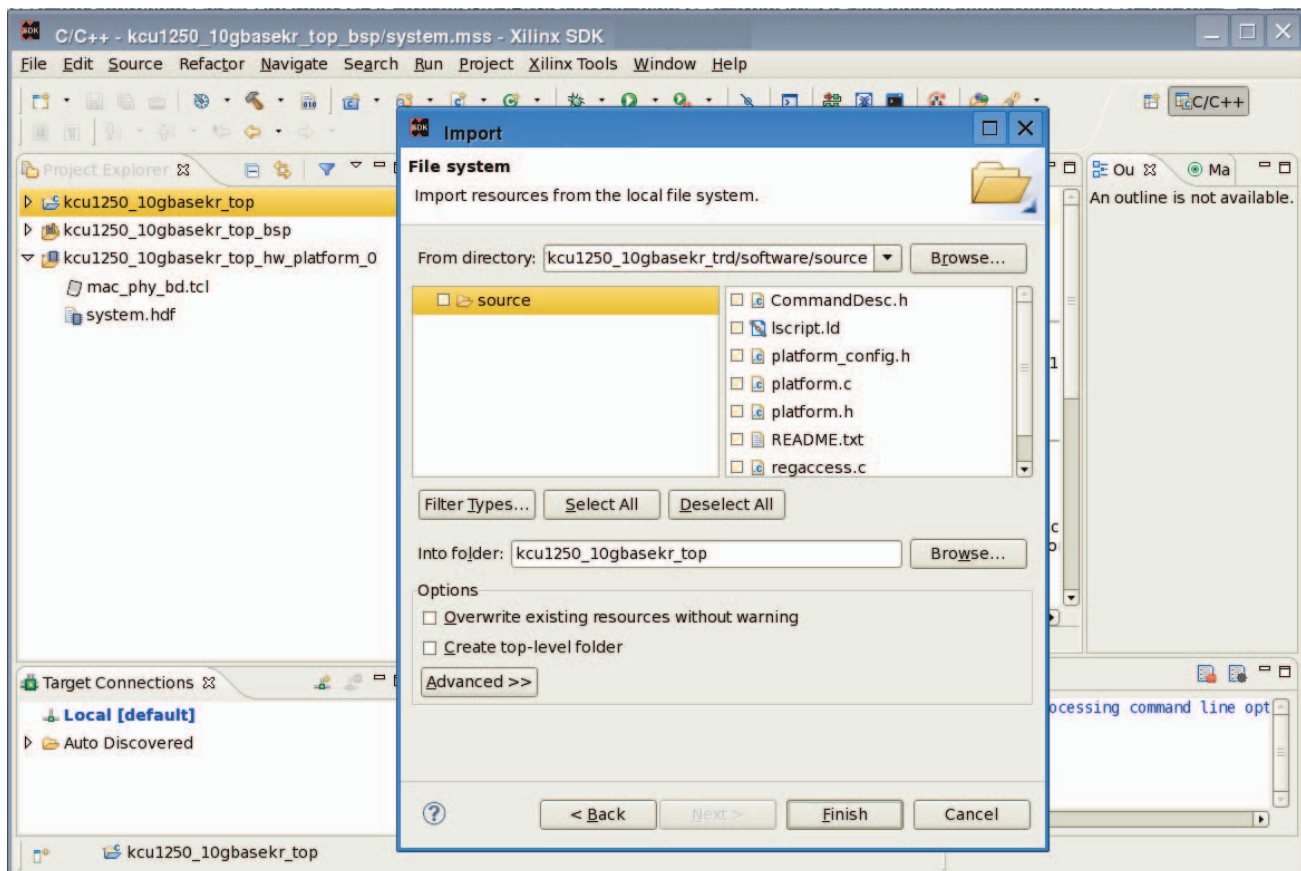 C/C++ - kcu1250_10gbasekr_top_bsp/system.mss - Xilinx SDK
File Edit Source Refactor Navigate Search Run Project Xilinx Tools Window Help
C/C++
Project Explorer
kcu1250_10gbasekr_top
kcu1250_10gbasekr_top_bsp
kcu1250_10gbasekr_top_hw_platform_0
mac_phy_bd.tcl
system.hdf
Import
File system
Import resources from the local file system.
From directory: kcu1250_10gbasekr_trd/software/source Browse...
source
CommandDesc.h
lscript.ld
platform_config.h
platform.c
platform.h
README.txt
regaccess.c
Filter Types... Select All Deselect All
Into folder: kcu1250_10gbasekr_top Browse...
Options
Overwrite existing resources without warning
Create top-level folder
Advanced >>
< Back Next > Finish Cancel
Ou Ma
An outline is not available.
1
c
Target Connections
Local [default]
Auto Discovered
ocessing command line opt
kcu1250_10gbasekr_top